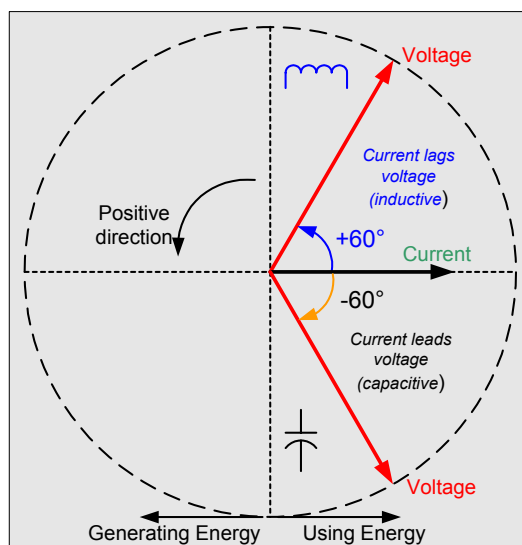 Voltage
Current lags
voltage
(inductive)
Positive
direction
+60°
Current
-60°
Current leads
voltage
(capacitive)
Voltage
Generating Energy
Using Energy